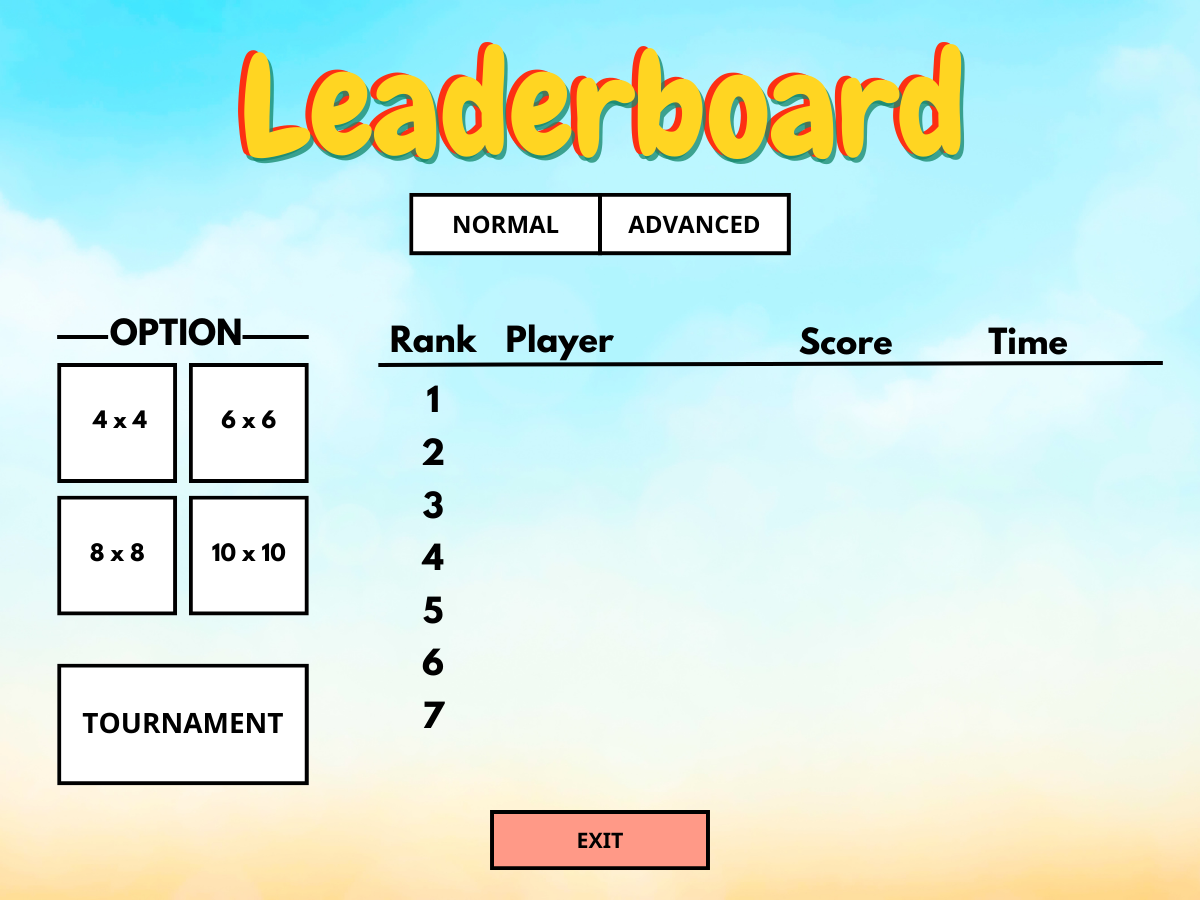 Leaderboard
NORMAL ADVANCED
OPTION
4 x 4 6 x 6
8 x 8 10 x 10
TOURNAMENT
Rank Player Score Time
1
2
3
4
5
6
7
EXIT